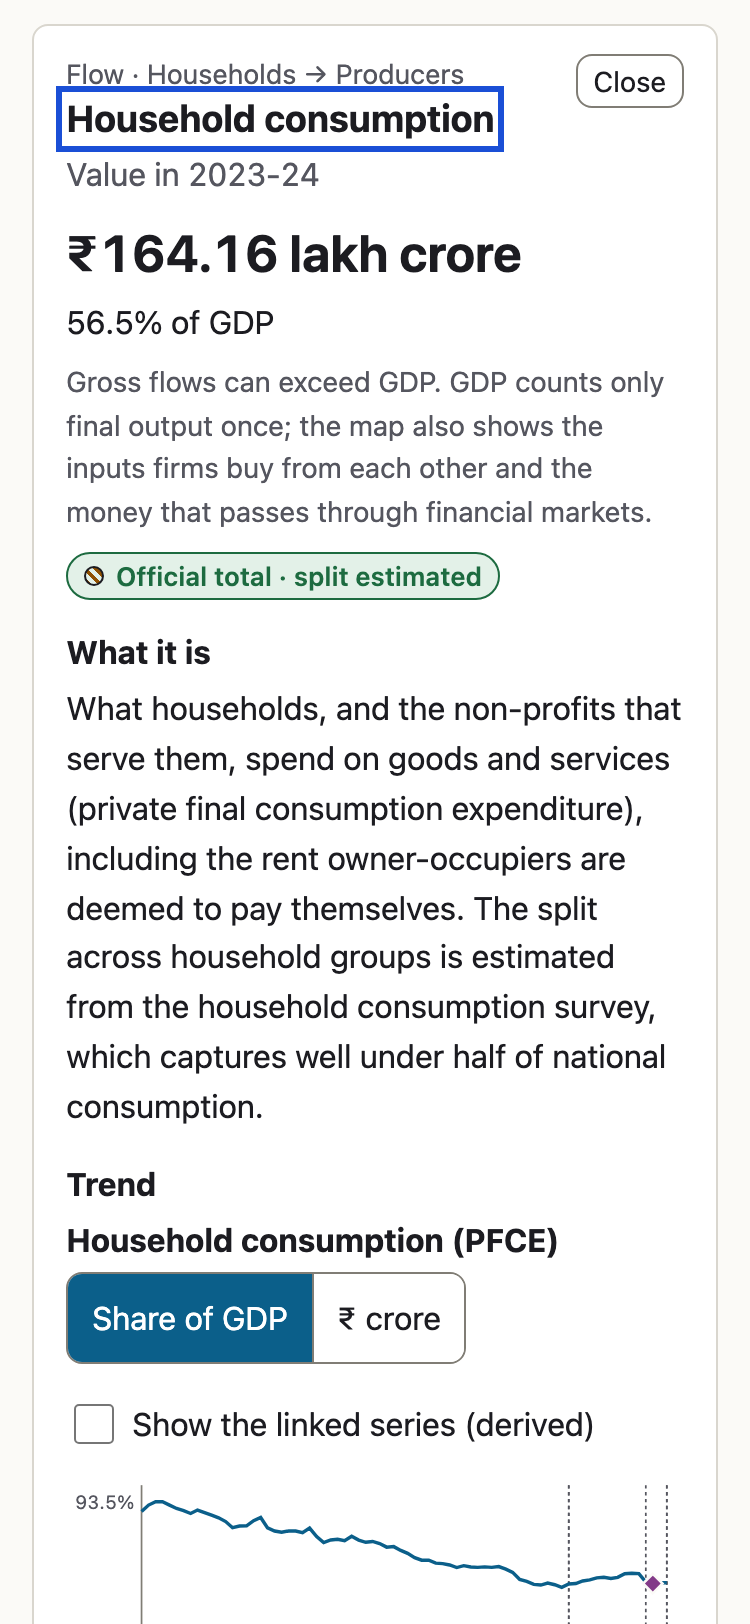 Flow · Households → Producers
Close
Household consumption
Value in 2023-24
₹164.16 lakh crore
56.5% of GDP
Gross flows can exceed GDP. GDP counts only
final output once; the map also shows the
inputs firms buy from each other and the
money that passes through financial markets.
Official total · split estimated
What it is
What households, and the non-profits that
serve them, spend on goods and services
(private final consumption expenditure),
including the rent owner-occupiers are
deemed to pay themselves. The split
across household groups is estimated
from the household consumption survey,
which captures well under half of national
consumption.
Trend
Household consumption (PFCE)
Share of GDP
₹ crore
Show the linked series (derived)
93.5%